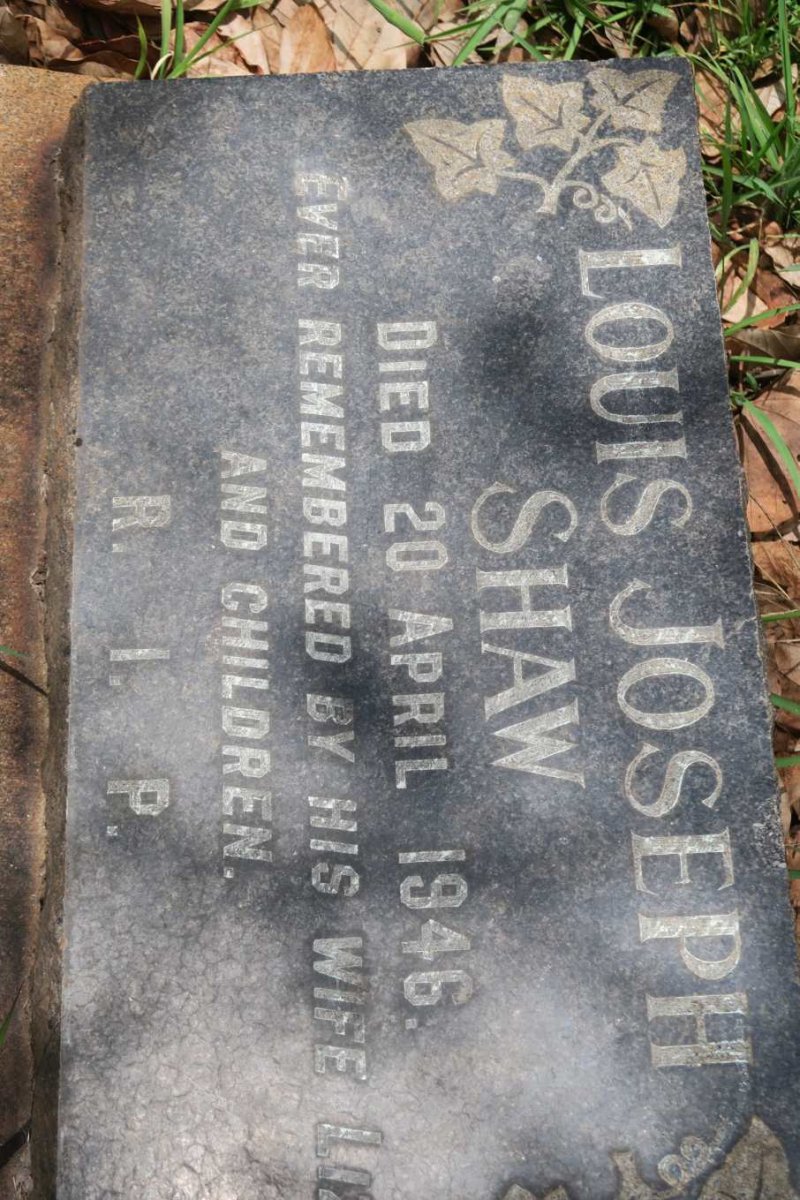 LOUIS JOSEPH
SHAW
DIED 20 APRIL 1946.
EVER REMEMBERED BY HIS WIFE
AND CHILDREN.
R. I. P.